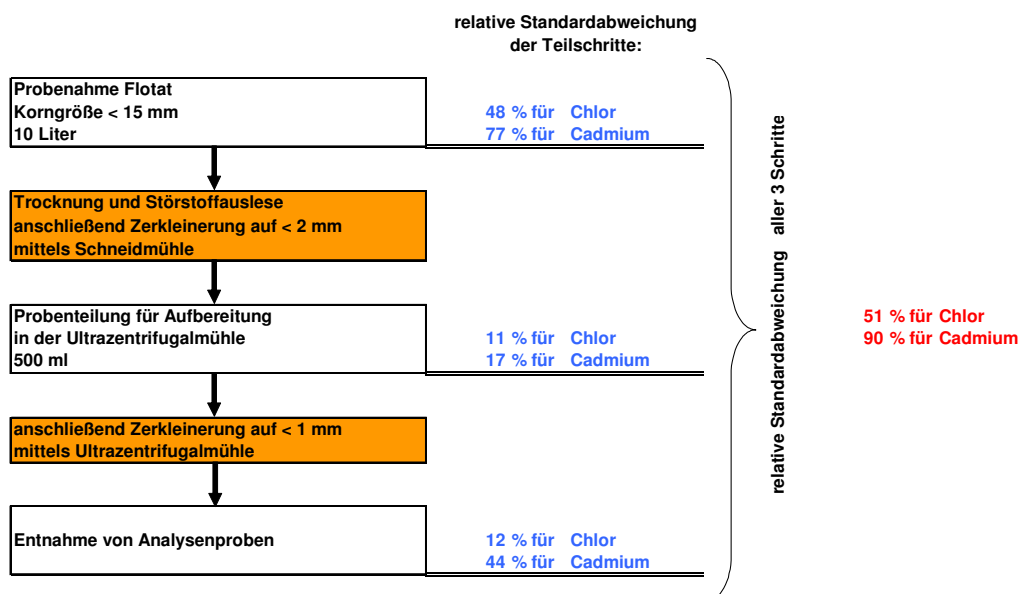 relative Standardabweichung
der Teilschritte:
Probenahme Flotat
Korngröße < 15 mm
10 Liter
48 % für Chlor
77 % für Cadmium
Trocknung und Störstoffauslese
anschließend Zerkleinerung auf < 2 mm
mittels Schneidmühle
Probenteilung für Aufbereitung
in der Ultrazentrifugalmühle
500 ml
11 % für Chlor
17 % für Cadmium
anschließend Zerkleinerung auf < 1 mm
mittels Ultrazentrifugalmühle
Entnahme von Analysenproben
12 % für Chlor
44 % für Cadmium
relative Standardabweichung aller 3 Schritte
51 % für Chlor
90 % für Cadmium